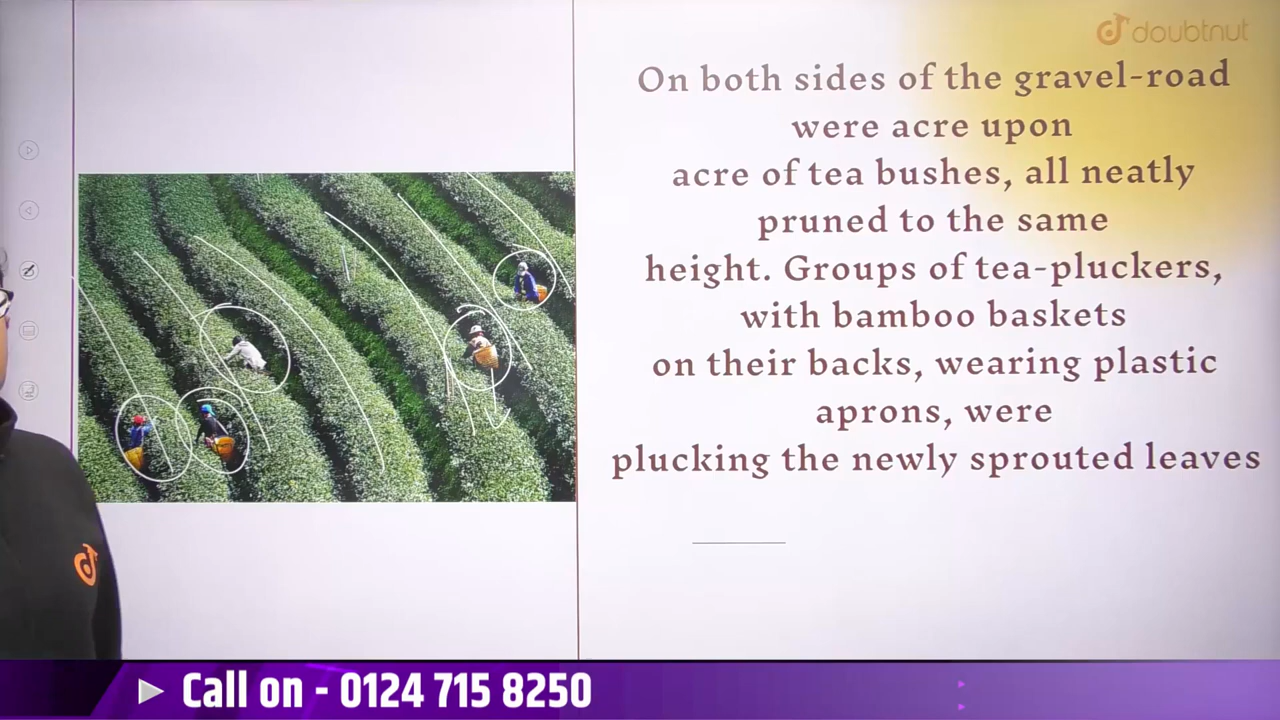 doubtnut
On both sides of the gravel-road
were acre upon
acre of tea bushes, all neatly
pruned to the same
height. Groups of tea-pluckers,
with bamboo baskets
on their backs, wearing plastic
aprons, were
plucking the newly sprouted leaves
Call on - 0124 715 8250